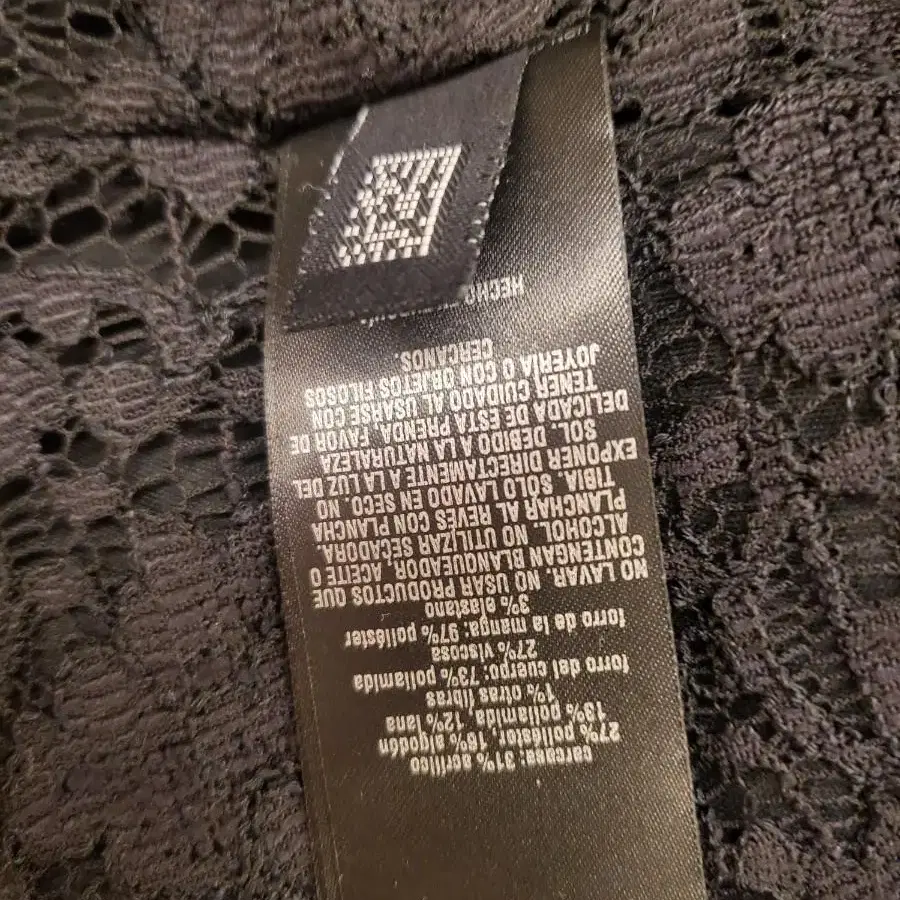 carcasa: 31% acrílico
27% poliéster, 16% algodón
13% poliamida, 12% lana
1% otras fibras
forro del cuerpo: 73% poliamida
27% viscosa
forro de la manga: 97% poliéster
3% elastano
NO LAVAR. NO USAR PRODUCTOS QUE
CONTENGAN BLANQUEADOR, ACEITE O
ALCOHOL. NO UTILIZAR SECADORA.
PLANCHAR AL REVÉS CON PLANCHA
TIBIA. SOLO LAVADO EN SECO. NO
EXPONER DIRECTAMENTE A LA LUZ DEL
SOL. DEBIDO A LA NATURALEZA
DELICADA DE ESTA PRENDA, FAVOR DE
TENER CUIDADO AL USARSE CON
JOYERÍA O CON OBJETOS FILOSOS
CERCANOS.
HECHO